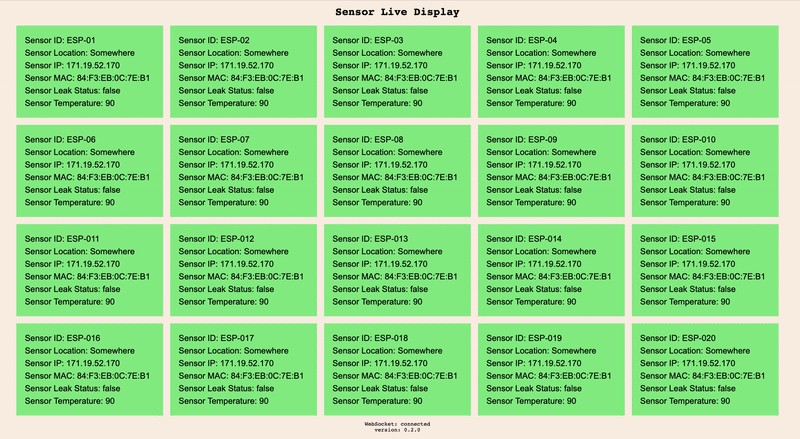 Sensor Live Display
Sensor ID: ESP-01
Sensor Location: Somewhere
Sensor IP: 171.19.52.170
Sensor MAC: 84:F3:EB:0C:7E:B1
Sensor Leak Status: false
Sensor Temperature: 90
Sensor ID: ESP-02
Sensor Location: Somewhere
Sensor IP: 171.19.52.170
Sensor MAC: 84:F3:EB:0C:7E:B1
Sensor Leak Status: false
Sensor Temperature: 90
Sensor ID: ESP-03
Sensor Location: Somewhere
Sensor IP: 171.19.52.170
Sensor MAC: 84:F3:EB:0C:7E:B1
Sensor Leak Status: false
Sensor Temperature: 90
Sensor ID: ESP-04
Sensor Location: Somewhere
Sensor IP: 171.19.52.170
Sensor MAC: 84:F3:EB:0C:7E:B1
Sensor Leak Status: false
Sensor Temperature: 90
Sensor ID: ESP-05
Sensor Location: Somewhere
Sensor IP: 171.19.52.170
Sensor MAC: 84:F3:EB:0C:7E:B1
Sensor Leak Status: false
Sensor Temperature: 90
Sensor ID: ESP-06
Sensor Location: Somewhere
Sensor IP: 171.19.52.170
Sensor MAC: 84:F3:EB:0C:7E:B1
Sensor Leak Status: false
Sensor Temperature: 90
Sensor ID: ESP-07
Sensor Location: Somewhere
Sensor IP: 171.19.52.170
Sensor MAC: 84:F3:EB:0C:7E:B1
Sensor Leak Status: false
Sensor Temperature: 90
Sensor ID: ESP-08
Sensor Location: Somewhere
Sensor IP: 171.19.52.170
Sensor MAC: 84:F3:EB:0C:7E:B1
Sensor Leak Status: false
Sensor Temperature: 90
Sensor ID: ESP-09
Sensor Location: Somewhere
Sensor IP: 171.19.52.170
Sensor MAC: 84:F3:EB:0C:7E:B1
Sensor Leak Status: false
Sensor Temperature: 90
Sensor ID: ESP-010
Sensor Location: Somewhere
Sensor IP: 171.19.52.170
Sensor MAC: 84:F3:EB:0C:7E:B1
Sensor Leak Status: false
Sensor Temperature: 90
Sensor ID: ESP-011
Sensor Location: Somewhere
Sensor IP: 171.19.52.170
Sensor MAC: 84:F3:EB:0C:7E:B1
Sensor Leak Status: false
Sensor Temperature: 90
Sensor ID: ESP-012
Sensor Location: Somewhere
Sensor IP: 171.19.52.170
Sensor MAC: 84:F3:EB:0C:7E:B1
Sensor Leak Status: false
Sensor Temperature: 90
Sensor ID: ESP-013
Sensor Location: Somewhere
Sensor IP: 171.19.52.170
Sensor MAC: 84:F3:EB:0C:7E:B1
Sensor Leak Status: false
Sensor Temperature: 90
Sensor ID: ESP-014
Sensor Location: Somewhere
Sensor IP: 171.19.52.170
Sensor MAC: 84:F3:EB:0C:7E:B1
Sensor Leak Status: false
Sensor Temperature: 90
Sensor ID: ESP-015
Sensor Location: Somewhere
Sensor IP: 171.19.52.170
Sensor MAC: 84:F3:EB:0C:7E:B1
Sensor Leak Status: false
Sensor Temperature: 90
Sensor ID: ESP-016
Sensor Location: Somewhere
Sensor IP: 171.19.52.170
Sensor MAC: 84:F3:EB:0C:7E:B1
Sensor Leak Status: false
Sensor Temperature: 90
Sensor ID: ESP-017
Sensor Location: Somewhere
Sensor IP: 171.19.52.170
Sensor MAC: 84:F3:EB:0C:7E:B1
Sensor Leak Status: false
Sensor Temperature: 90
Sensor ID: ESP-018
Sensor Location: Somewhere
Sensor IP: 171.19.52.170
Sensor MAC: 84:F3:EB:0C:7E:B1
Sensor Leak Status: false
Sensor Temperature: 90
Sensor ID: ESP-019
Sensor Location: Somewhere
Sensor IP: 171.19.52.170
Sensor MAC: 84:F3:EB:0C:7E:B1
Sensor Leak Status: false
Sensor Temperature: 90
Sensor ID: ESP-020
Sensor Location: Somewhere
Sensor IP: 171.19.52.170
Sensor MAC: 84:F3:EB:0C:7E:B1
Sensor Leak Status: false
Sensor Temperature: 90
WebSocket: connected
version: 0.2.0